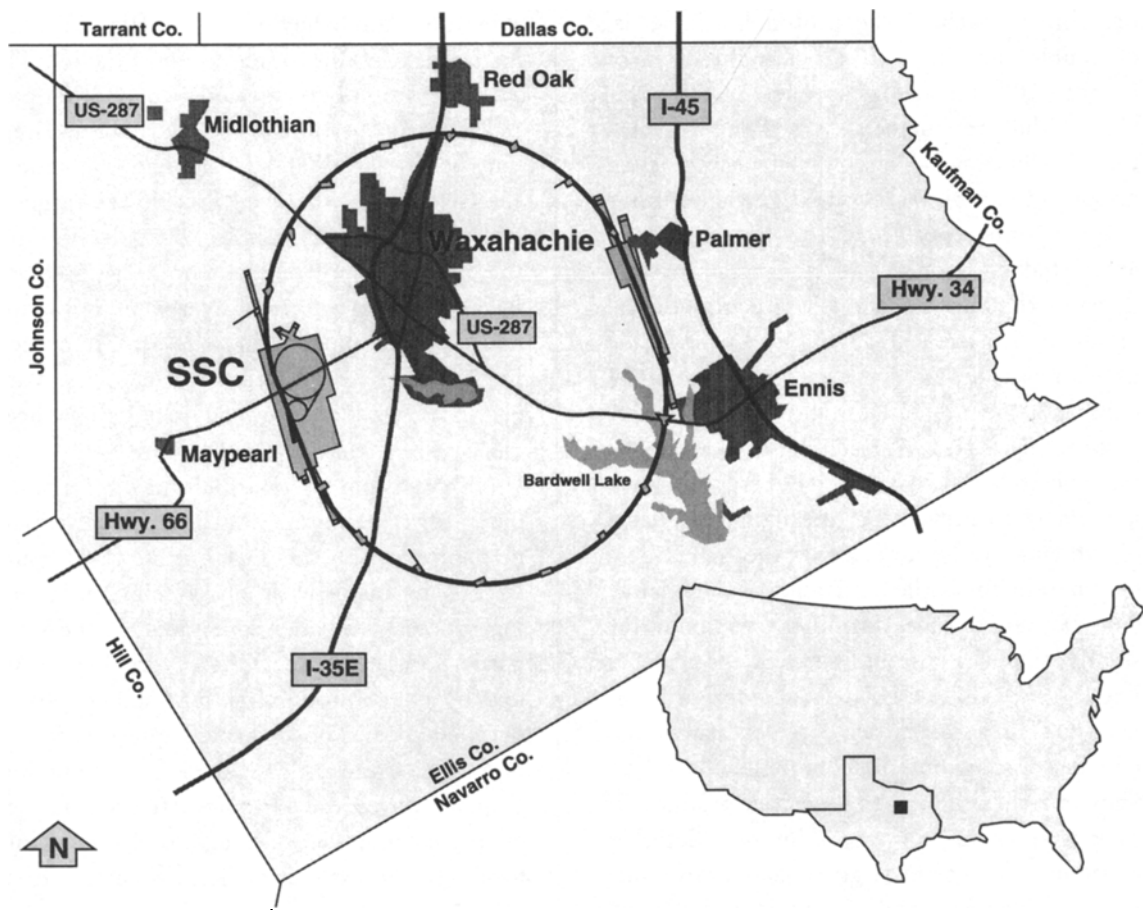 Tarrant Co.
Dallas Co.
Red Oak
US-287
I-45
Midlothian
Kaufman Co.
Waxahachie
Palmer
Johnson Co.
Hwy. 34
US-287
SSC
Ennis
Maypearl
Bardwell Lake
Hwy. 66
Hill Co.
I-35E
Ellis Co.
Navarro Co.
N